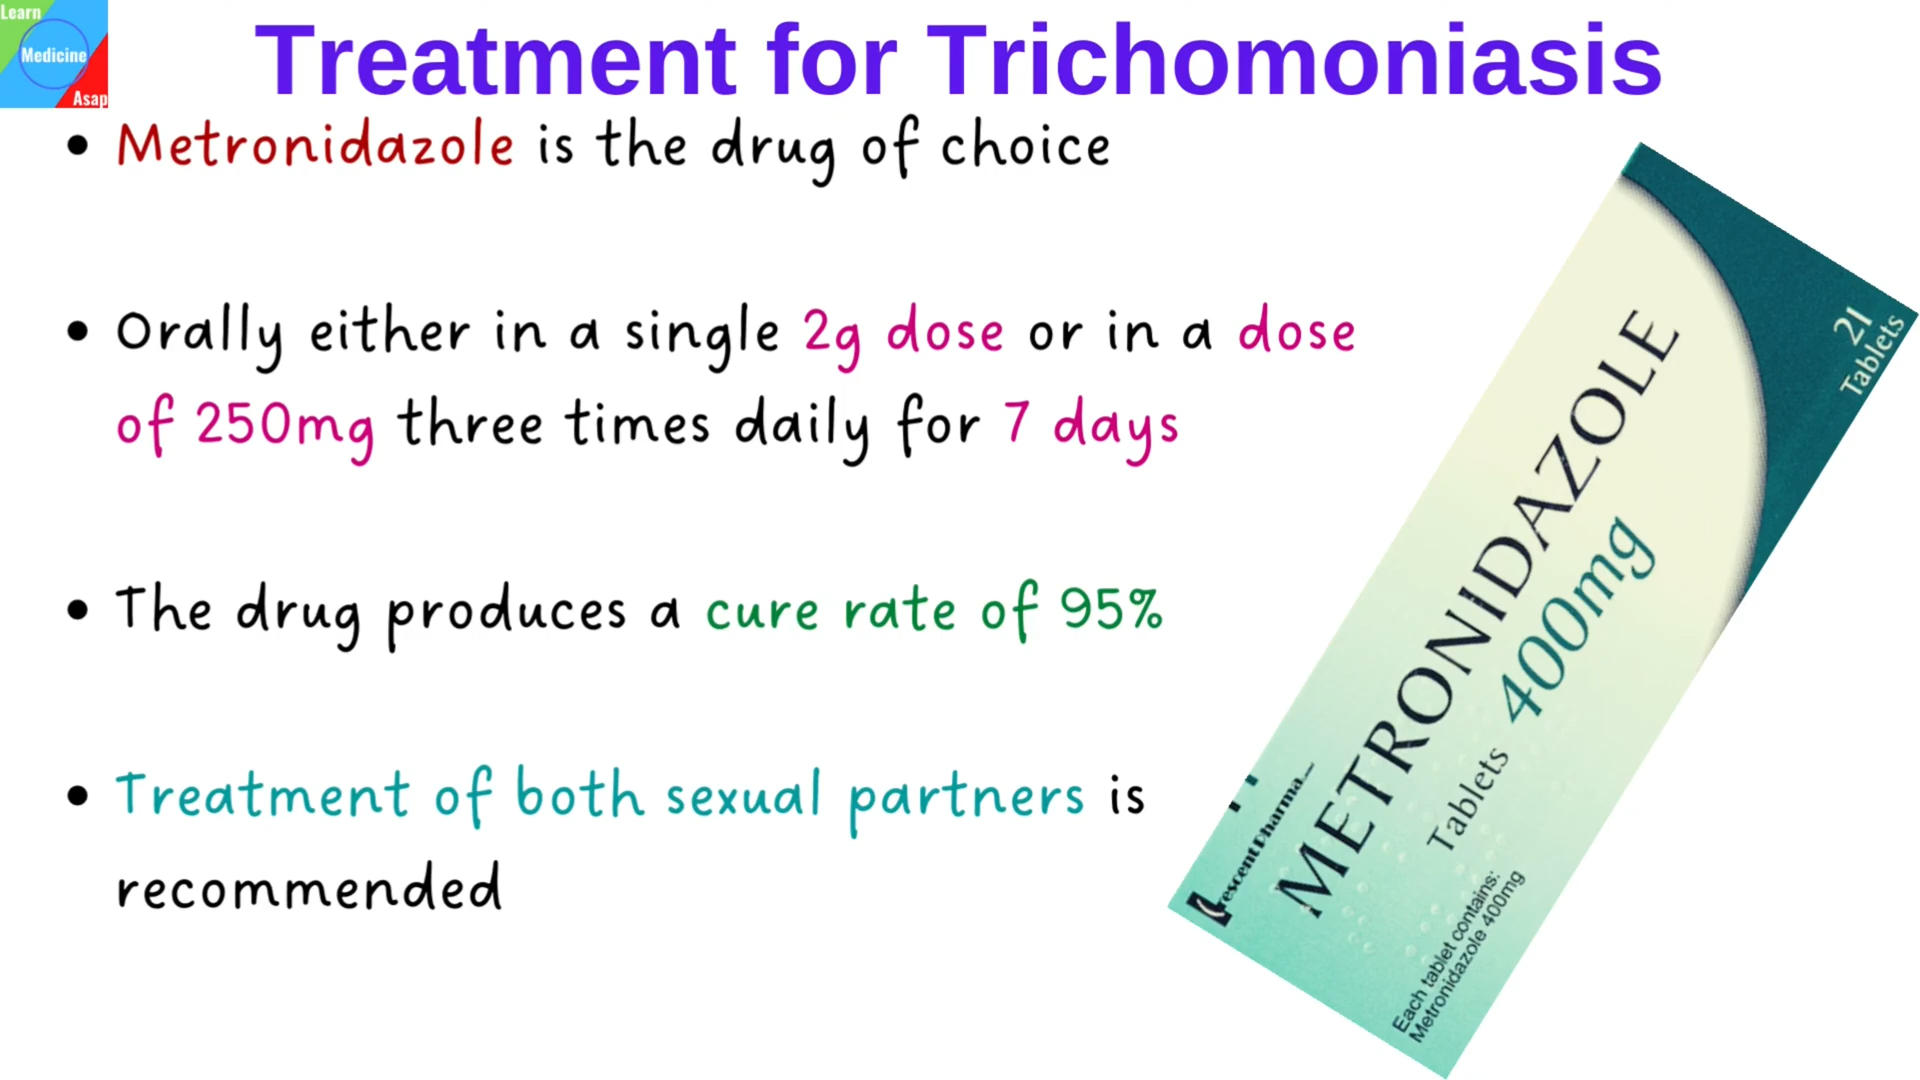 Learn
Medicine
Asap
Treatment for Trichomoniasis
• Metronidazole is the drug of choice
• Orally either in a single 2g dose or in a dose
of 250mg three times daily for 7 days
• The drug produces a cure rate of 95%
• Treatment of both sexual partners is
recommended
21
Tablets
METRONIDAZOLE
400mg
Tablets
Each tablet contains:
Metronidazole 400mg